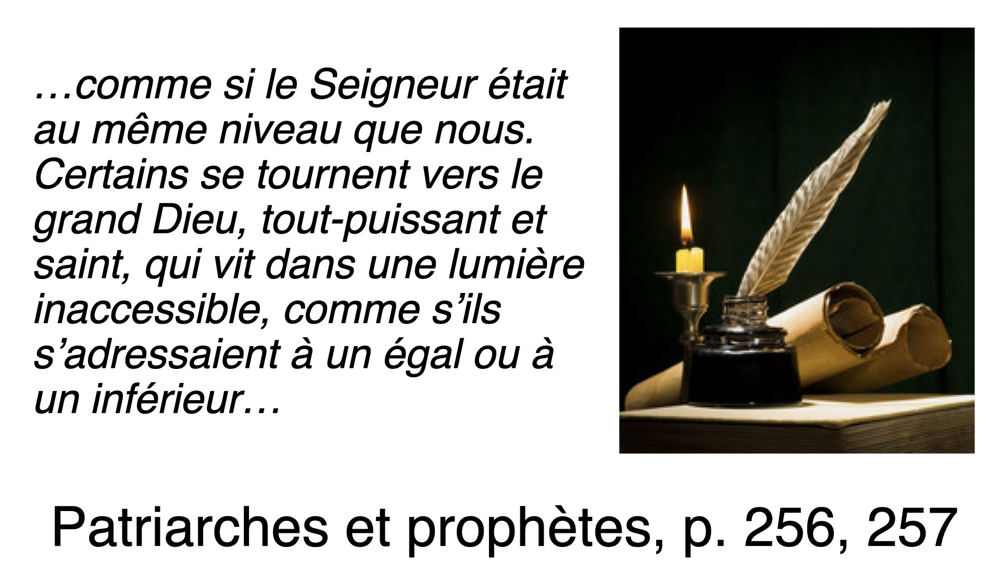 …comme si le Seigneur était
au même niveau que nous.
Certains se tournent vers le
grand Dieu, tout-puissant et
saint, qui vit dans une lumière
inaccessible, comme s’ils
s’adressaient à un égal ou à
un inférieur…
Patriarches et prophètes, p. 256, 257